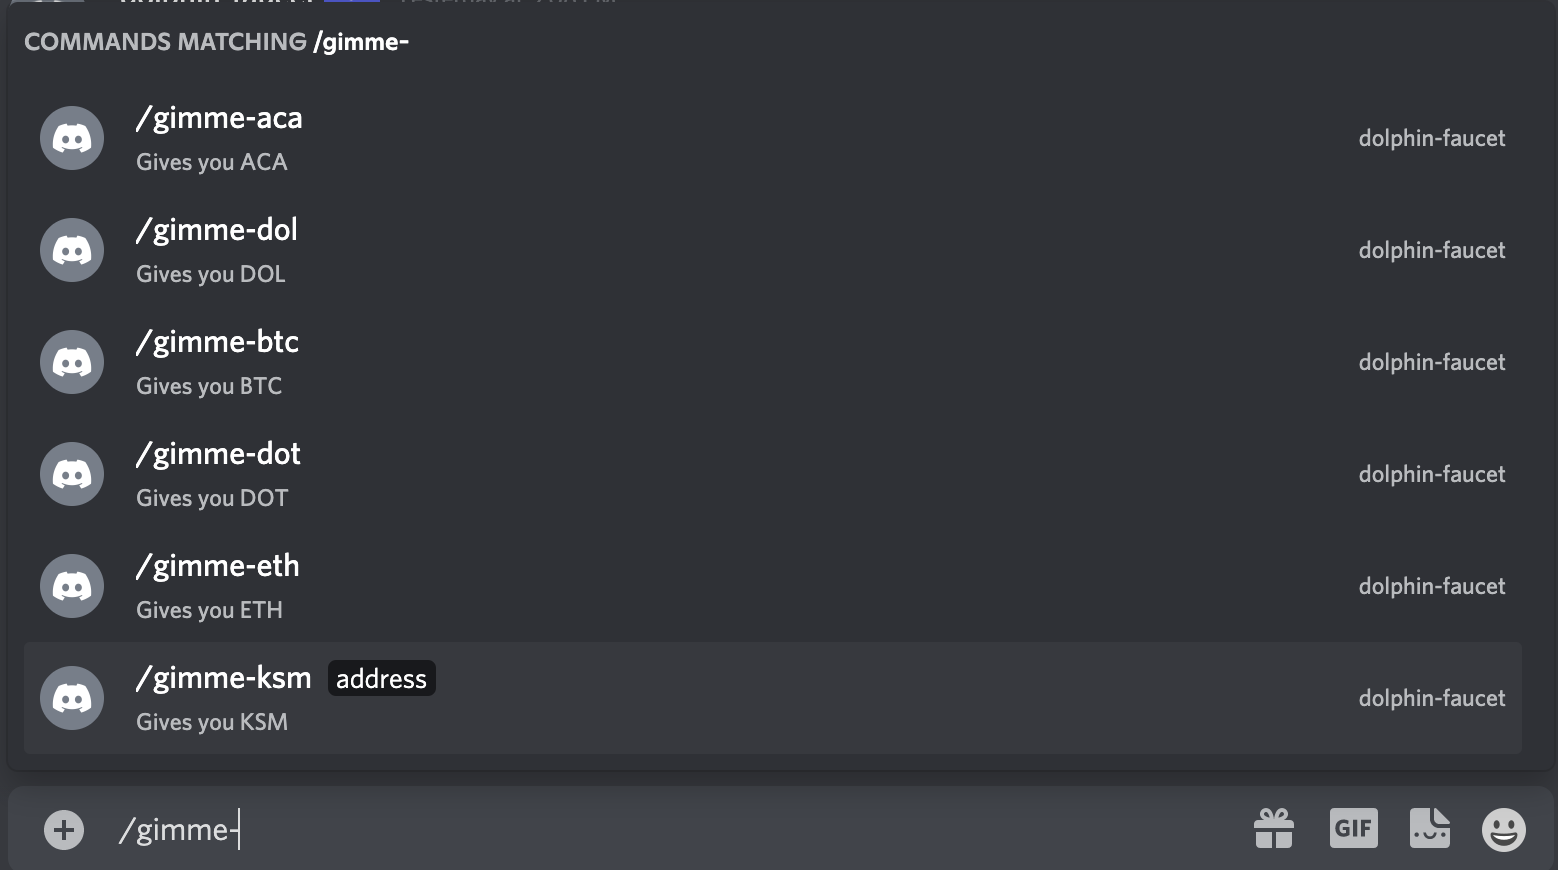 COMMANDS MATCHING /gimme-
/gimme-aca
Gives you ACA
dolphin-faucet
/gimme-dol
Gives you DOL
dolphin-faucet
/gimme-btc
Gives you BTC
dolphin-faucet
/gimme-dot
Gives you DOT
dolphin-faucet
/gimme-eth
Gives you ETH
dolphin-faucet
/gimme-ksm address
Gives you KSM
dolphin-faucet
/gimme-
GIF